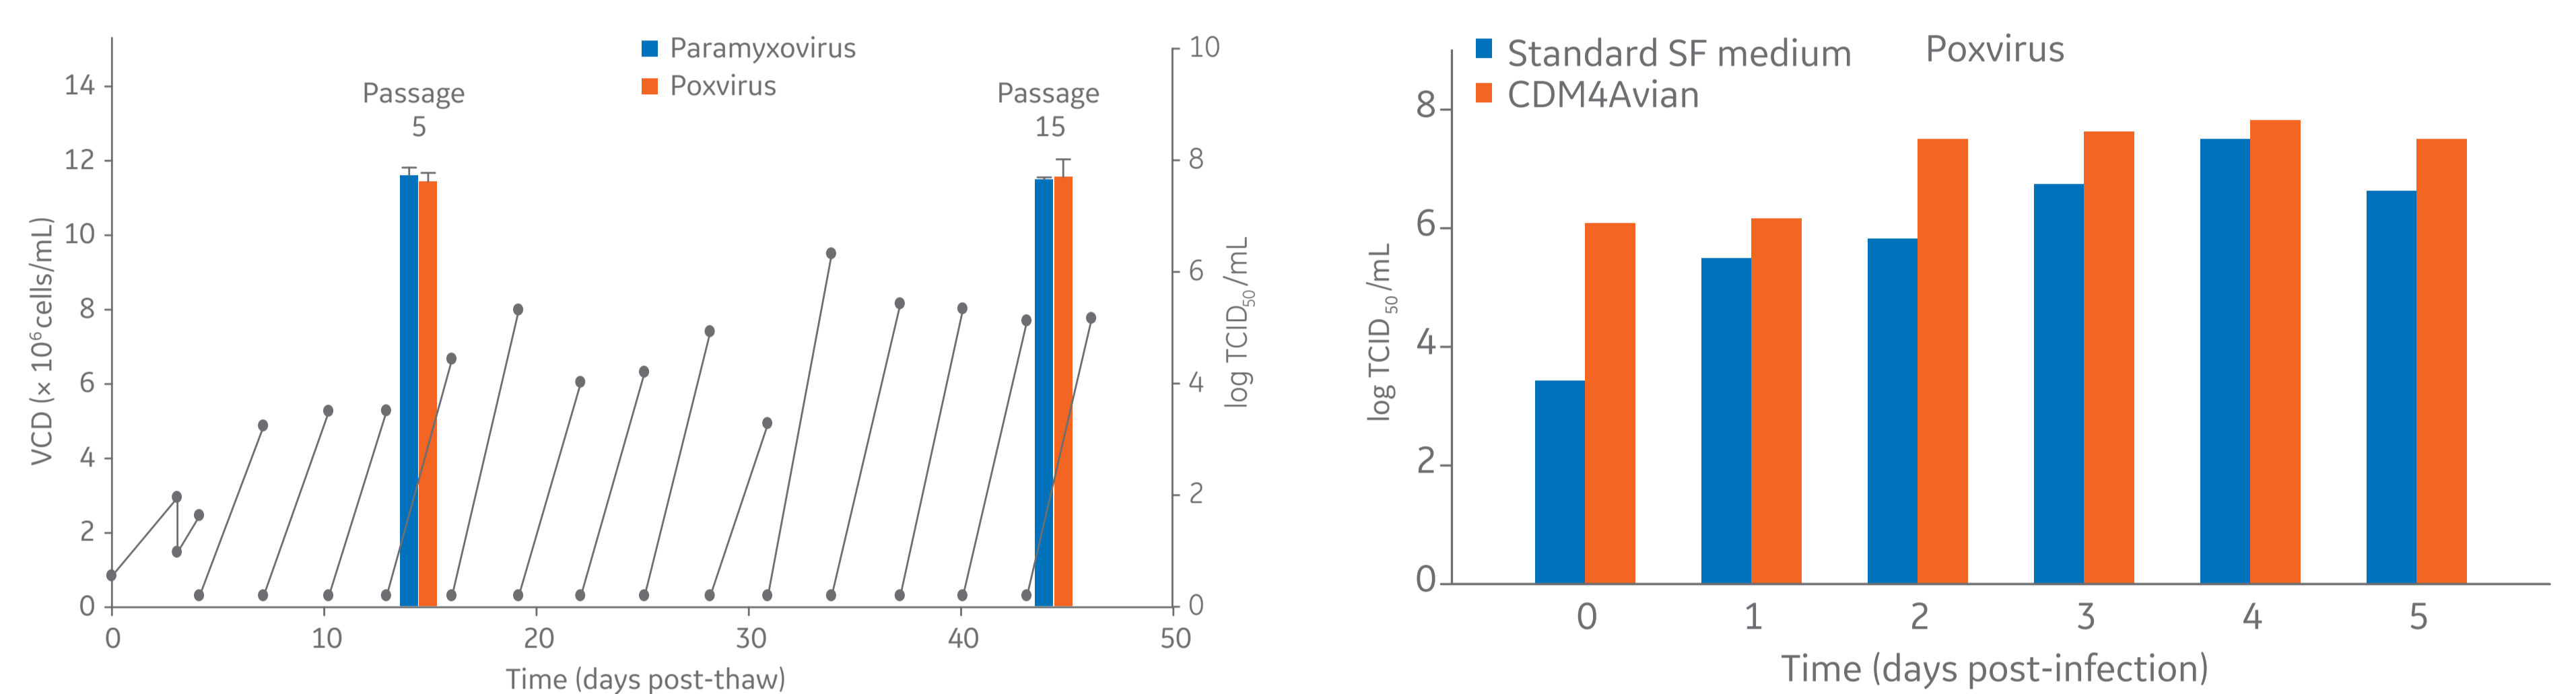 Paramyxovirus
Poxvirus
Passage
5
Passage
15
14
12
10
8
6
4
2
0
VCD (× 10⁶ cells/mL)
10
8
6
4
2
0
log TCID₅₀/mL
0 10 20 30 40 50
Time (days post-thaw)
Standard SF medium
CDM4Avian
Poxvirus
8
6
4
2
0
log TCID₅₀/mL
0 1 2 3 4 5
Time (days post-infection)